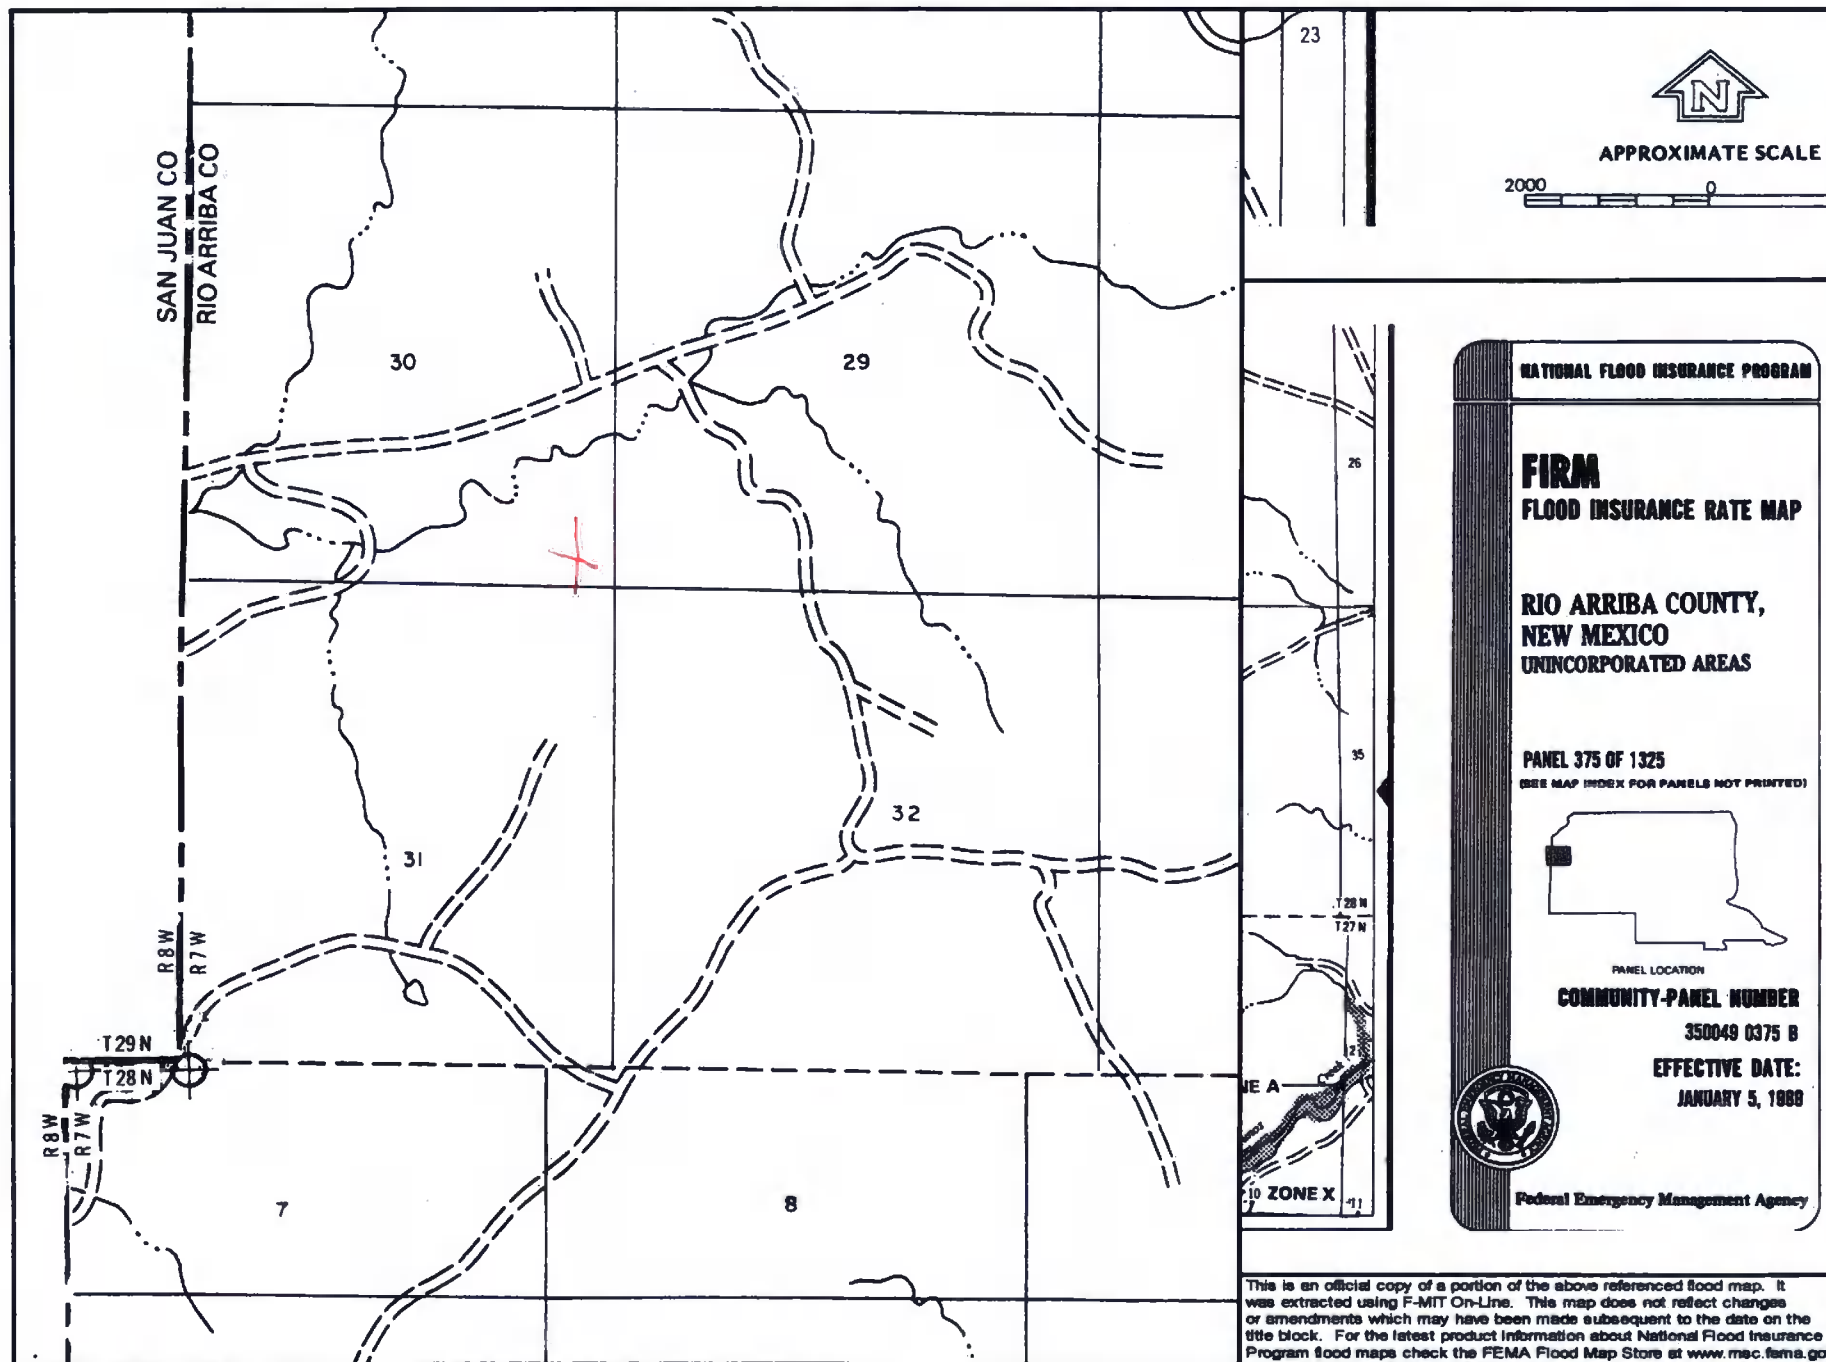 23
N
APPROXIMATE SCALE
2000 0
SAN JUAN CO
RIO ARRIBA CO
30
29
26
NATIONAL FLOOD INSURANCE PROGRAM
FIRM
FLOOD INSURANCE RATE MAP
RIO ARRIBA COUNTY,
NEW MEXICO
UNINCORPORATED AREAS
PANEL 375 OF 1325
(SEE MAP INDEX FOR PANELS NOT PRINTED)
35
32
31
R8W
R7W
T28N
T27N
PANEL LOCATION
COMMUNITY-PANEL NUMBER
350049 0375 B
EFFECTIVE DATE:
JANUARY 5, 1988
Federal Emergency Management Agency
T29N
T28N
R8W
R7W
NE A
7
8
10 ZONE X 11
This is an official copy of a portion of the above referenced flood map. It
was extracted using F-MIT On-Line. This map does not reflect changes
or amendments which may have been made subsequent to the date on the
title block. For the latest product information about National Flood Insurance
Program flood maps check the FEMA Flood Map Store at www.msc.fema.go